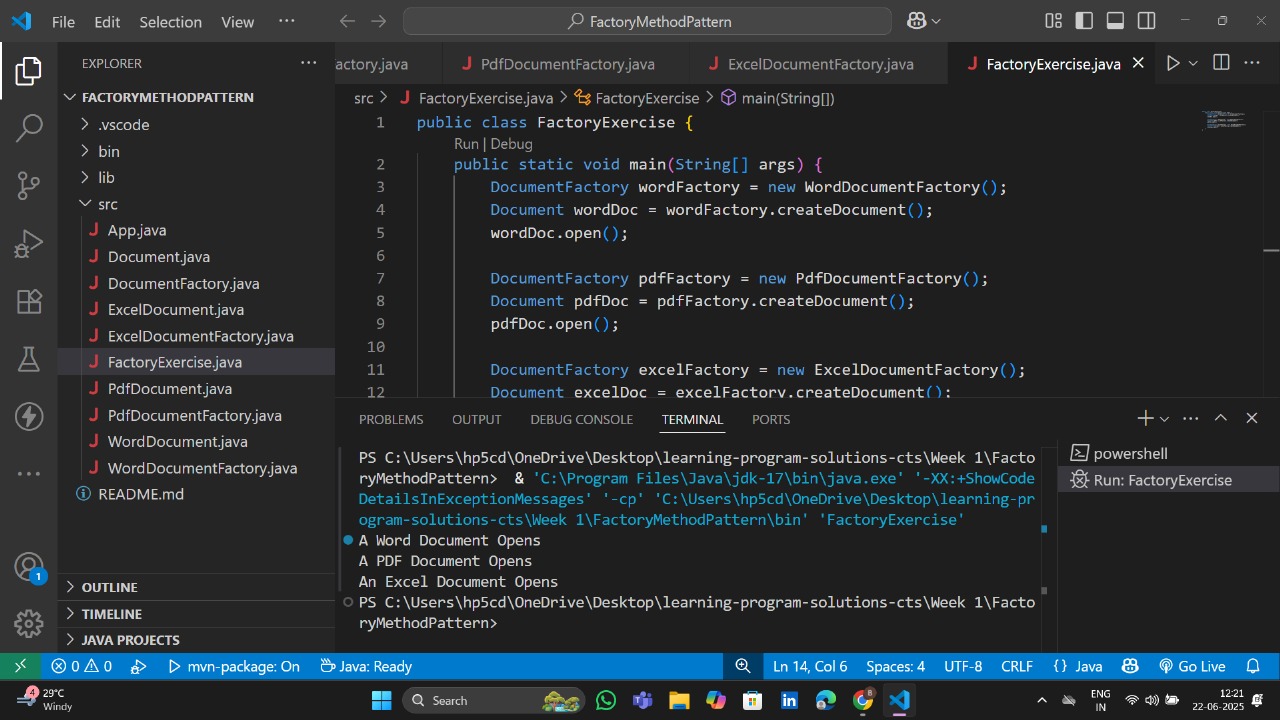 File Edit Selection View ··· FactoryMethodPattern
EXPLORER ···
FACTORYMETHODPATTERN
.vscode
bin
lib
src
App.java
Document.java
DocumentFactory.java
ExcelDocument.java
ExcelDocumentFactory.java
FactoryExercise.java
PdfDocument.java
PdfDocumentFactory.java
WordDocument.java
WordDocumentFactory.java
README.md
OUTLINE
TIMELINE
JAVA PROJECTS
1
actory.java PdfDocumentFactory.java ExcelDocumentFactory.java FactoryExercise.java
src > FactoryExercise.java > FactoryExercise > main(String[])
1 public class FactoryExercise {
Run | Debug
2 public static void main(String[] args) {
3 DocumentFactory wordFactory = new WordDocumentFactory();
4 Document wordDoc = wordFactory.createDocument();
5 wordDoc.open();
6
7 DocumentFactory pdfFactory = new PdfDocumentFactory();
8 Document pdfDoc = pdfFactory.createDocument();
9 pdfDoc.open();
10
11 DocumentFactory excelFactory = new ExcelDocumentFactory();
12 Document excelDoc = excelFactory.createDocument();
PROBLEMS OUTPUT DEBUG CONSOLE TERMINAL PORTS
PS C:\Users\hp5cd\OneDrive\Desktop\learning-program-solutions-cts\Week 1\Facto
ryMethodPattern> & 'C:\Program Files\Java\jdk-17\bin\java.exe' '-XX:+ShowCode
DetailsInExceptionMessages' '-cp' 'C:\Users\hp5cd\OneDrive\Desktop\learning-pr
ogram-solutions-cts\Week 1\FactoryMethodPattern\bin' 'FactoryExercise'
A Word Document Opens
A PDF Document Opens
An Excel Document Opens
PS C:\Users\hp5cd\OneDrive\Desktop\learning-program-solutions-cts\Week 1\Facto
ryMethodPattern>
powershell
Run: FactoryExercise
0 0 mvn-package: On Java: Ready Ln 14, Col 6 Spaces: 4 UTF-8 CRLF {} Java Go Live
4 29°C
Windy
Search
8
ENG
IN
12:21
22-06-2025